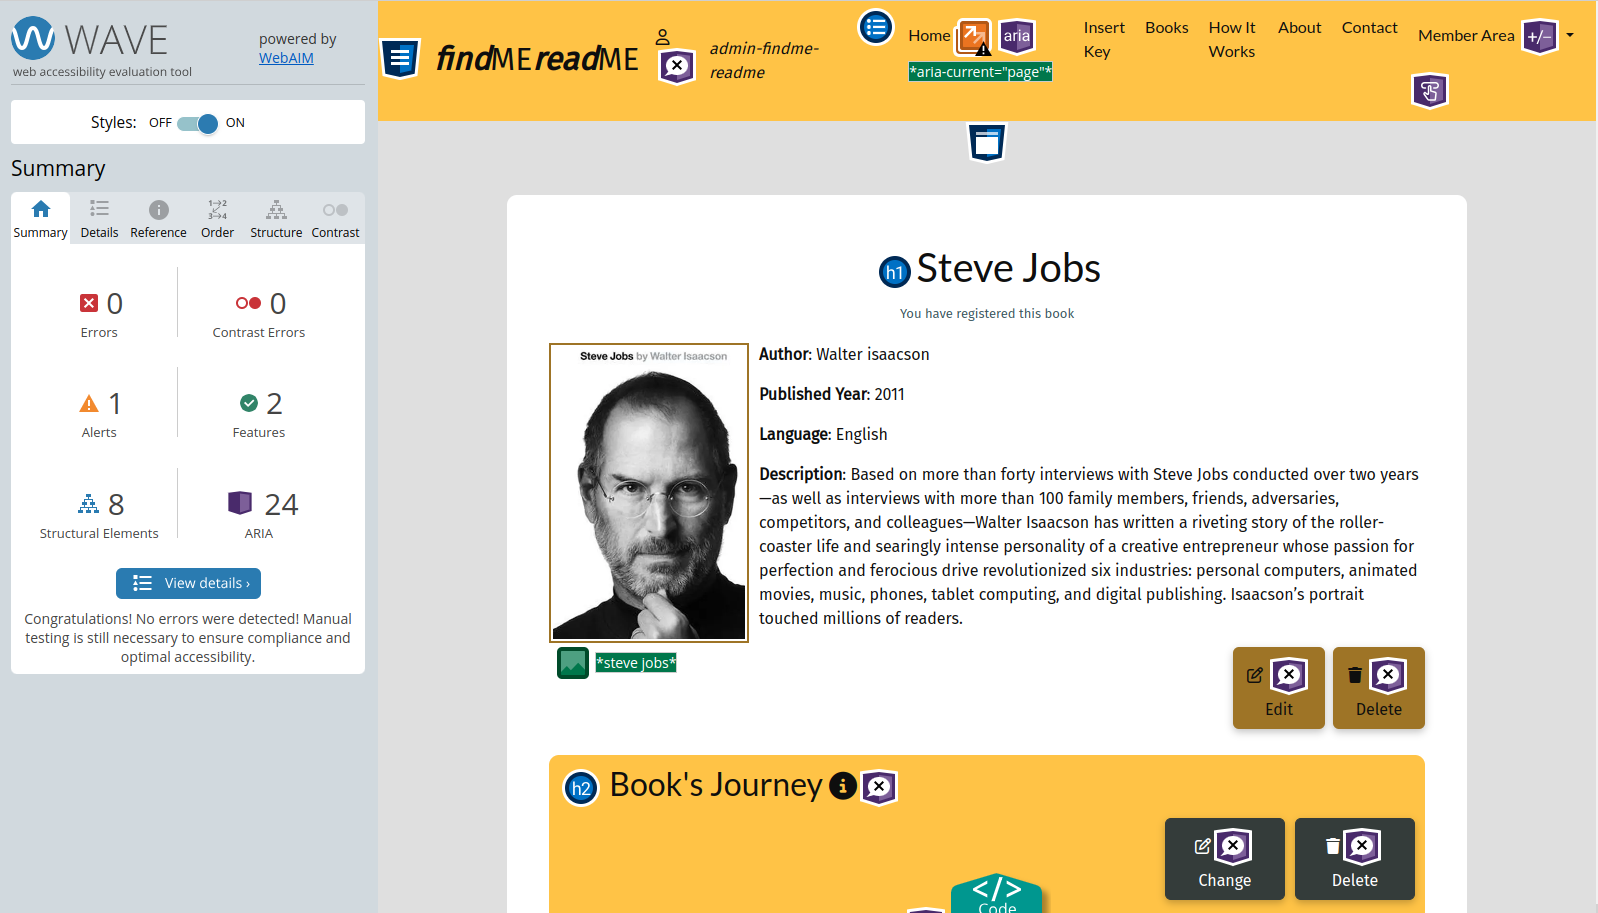 WAVE
web accessibility evaluation tool
powered by
WebAIM
Styles: OFF ON
Summary
Summary Details Reference Order Structure Contrast
0
Errors
0
Contrast Errors
1
Alerts
2
Features
8
Structural Elements
24
ARIA
View details ›
Congratulations! No errors were detected! Manual
testing is still necessary to ensure compliance and
optimal accessibility.
findMEreadME
admin-findme-
readme
Home aria
*aria-current="page"*
Insert
Key
Books
How It
Works
About
Contact
Member Area +/-
h1 Steve Jobs
You have registered this book
Steve Jobs by Walter Isaacson
*steve jobs*
Author: Walter isaacson
Published Year: 2011
Language: English
Description: Based on more than forty interviews with Steve Jobs conducted over two years
—as well as interviews with more than 100 family members, friends, adversaries,
competitors, and colleagues—Walter Isaacson has written a riveting story of the roller-
coaster life and searingly intense personality of a creative entrepreneur whose passion for
perfection and ferocious drive revolutionized six industries: personal computers, animated
movies, music, phones, tablet computing, and digital publishing. Isaacson’s portrait
touched millions of readers.
Edit
Delete
h2 Book's Journey
Change
Delete
</> Code